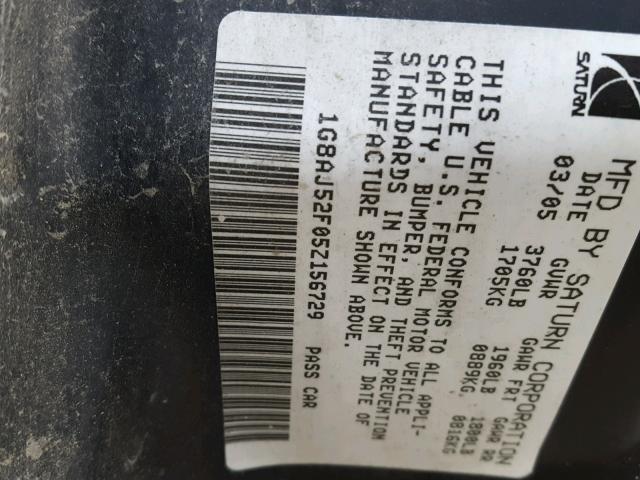 SATURN
MFD BY SATURN CORPORATION
DATE GVWR GAWR FRT GAWR RR
03/05 3760LB 1960LB 1800LB
1705KG 0889KG. 0816KG
THIS VEHICLE CONFORMS TO ALL APPLI-
CABLE U.S. FEDERAL MOTOR VEHICLE
SAFETY, BUMPER, AND THEFT PREVENTION
STANDARDS IN EFFECT ON THE DATE OF
MANUFACTURE SHOWN ABOVE.
1G8AJ52F05Z156729 PASS CAR